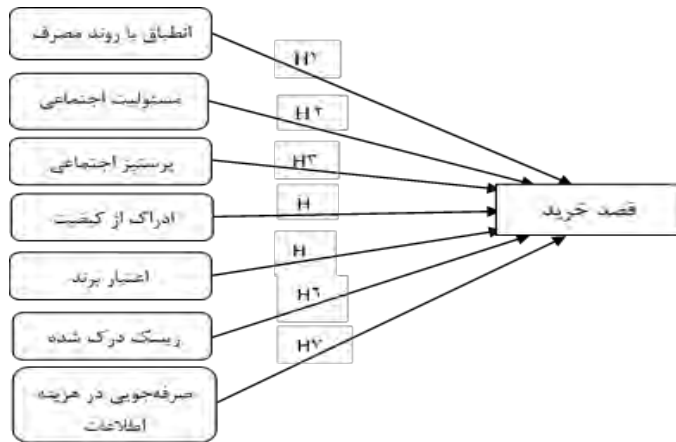 انطباق با روند مصرف
H۱
مسئولیت اجتماعی
H۲
پرستیژ اجتماعی
H۳
ادراک از کیفیت
H
قصد خرید
اعتبار برند
H
ریسک درک شده
H۶
صرفه‌جویی در هزینه
اطلاعات
H۷